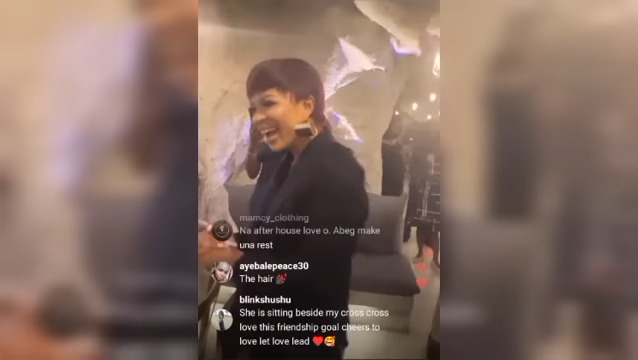 mamcy_clothing
Na after house love o. Abeg make
una rest
ayebalepeace30
The hair 💅🏿
blinkshushu
She is sitting beside my cross cross
love this friendship goal cheers to
love let love lead ❤️🥰